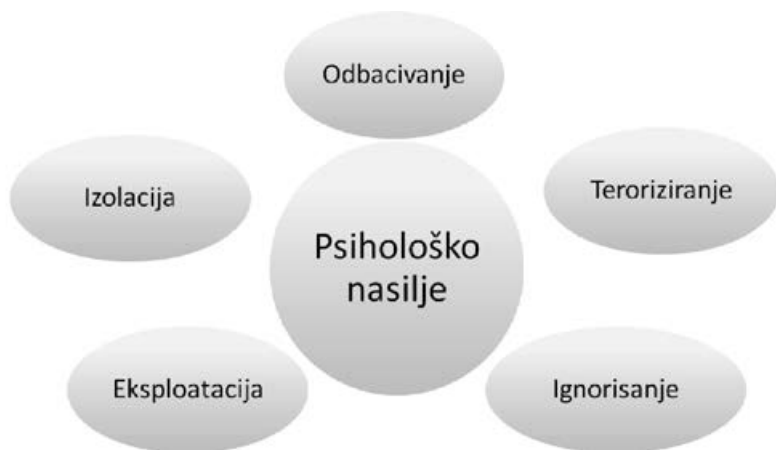 Odbacivanje
Izolacija
Teroriziranje
Psihološko
nasilje
Eksploatacija
Ignorisanje